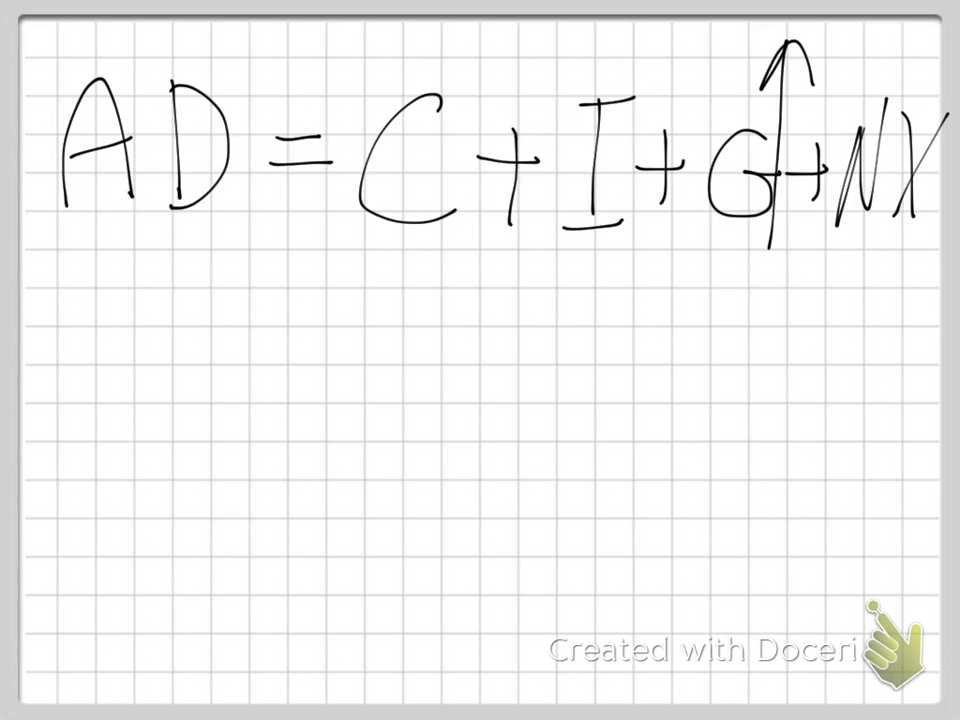 AD = C + I + G↑ + NX
Created with Doceri